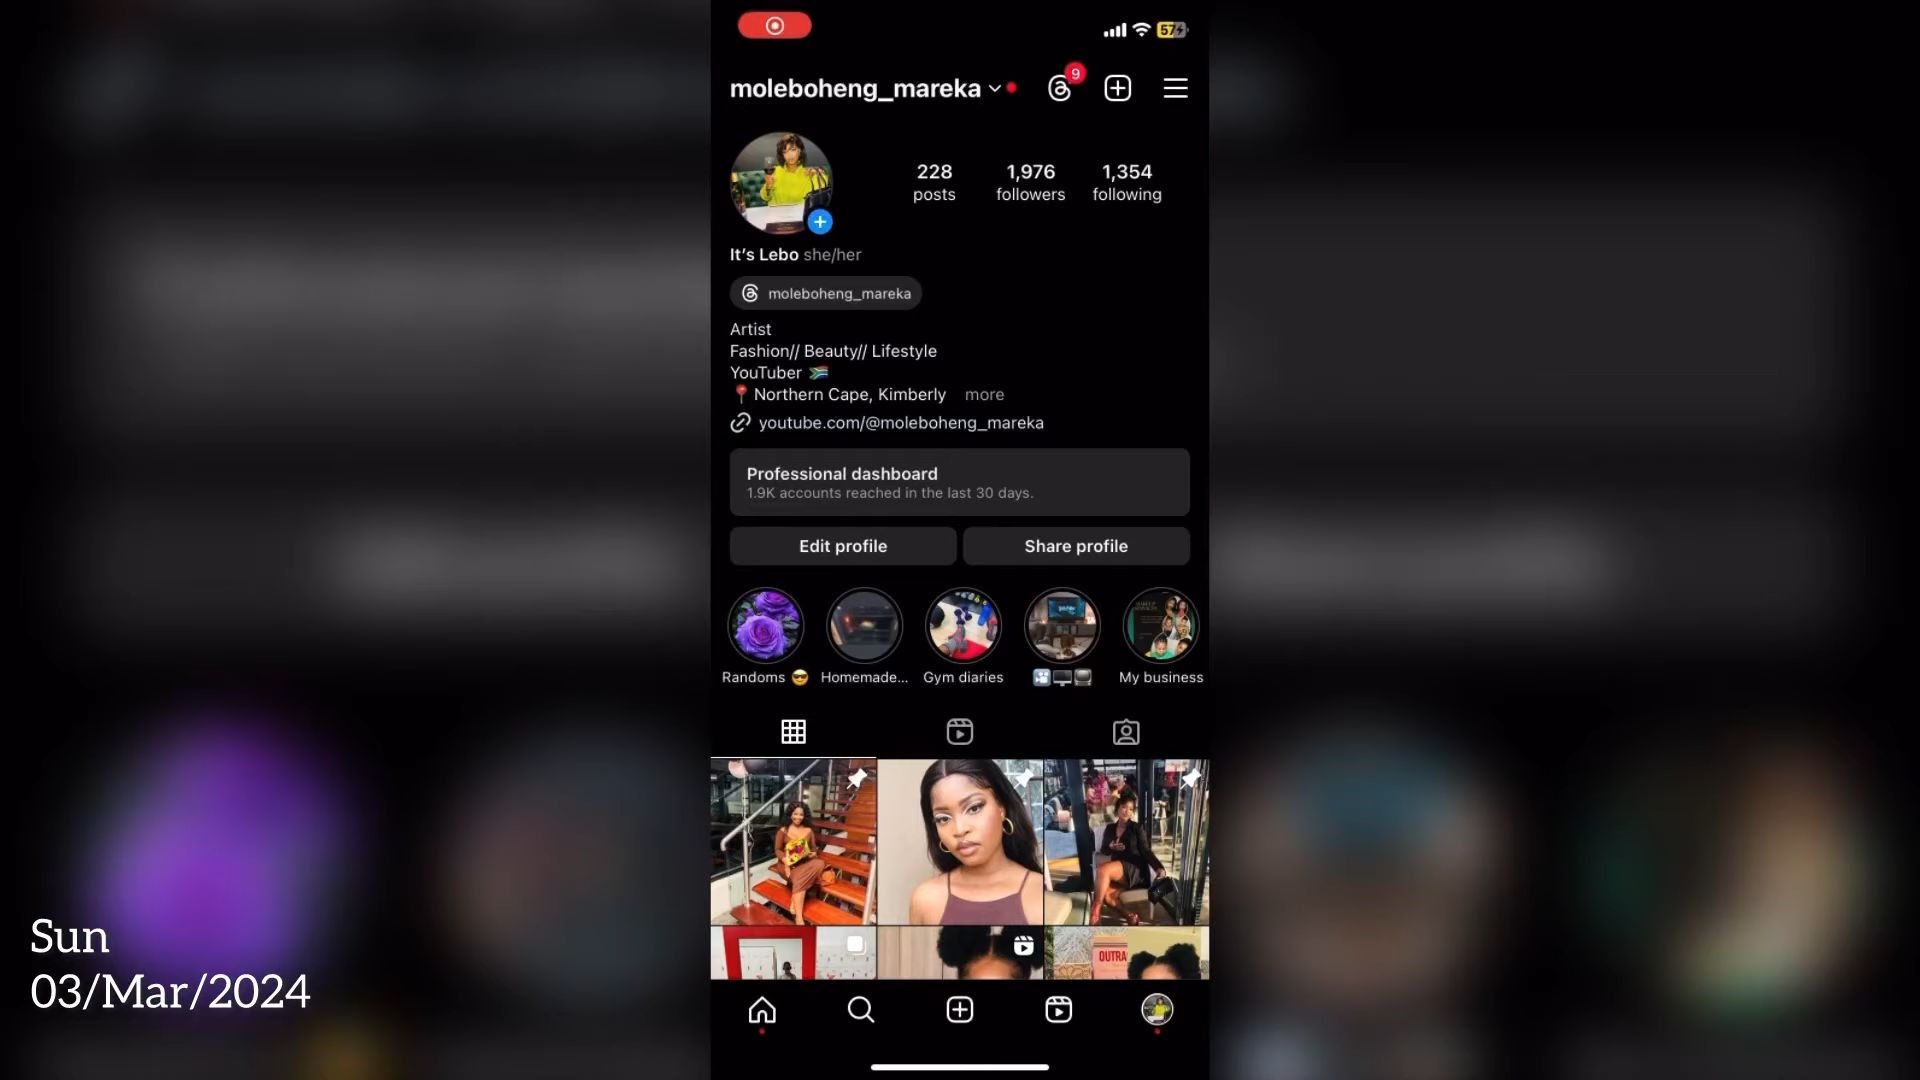 57
moleboheng_mareka
9
228
posts
1,976
followers
1,354
following
It's Lebo she/her
moleboheng_mareka
Artist
Fashion// Beauty// Lifestyle
YouTuber 🇿🇦
📍 Northern Cape, Kimberly more
youtube.com/@moleboheng_mareka
Professional dashboard
1.9K accounts reached in the last 30 days.
Edit profile
Share profile
Randoms 😎
Homemade...
Gym diaries
My business
OUTRA
Sun
03/Mar/2024